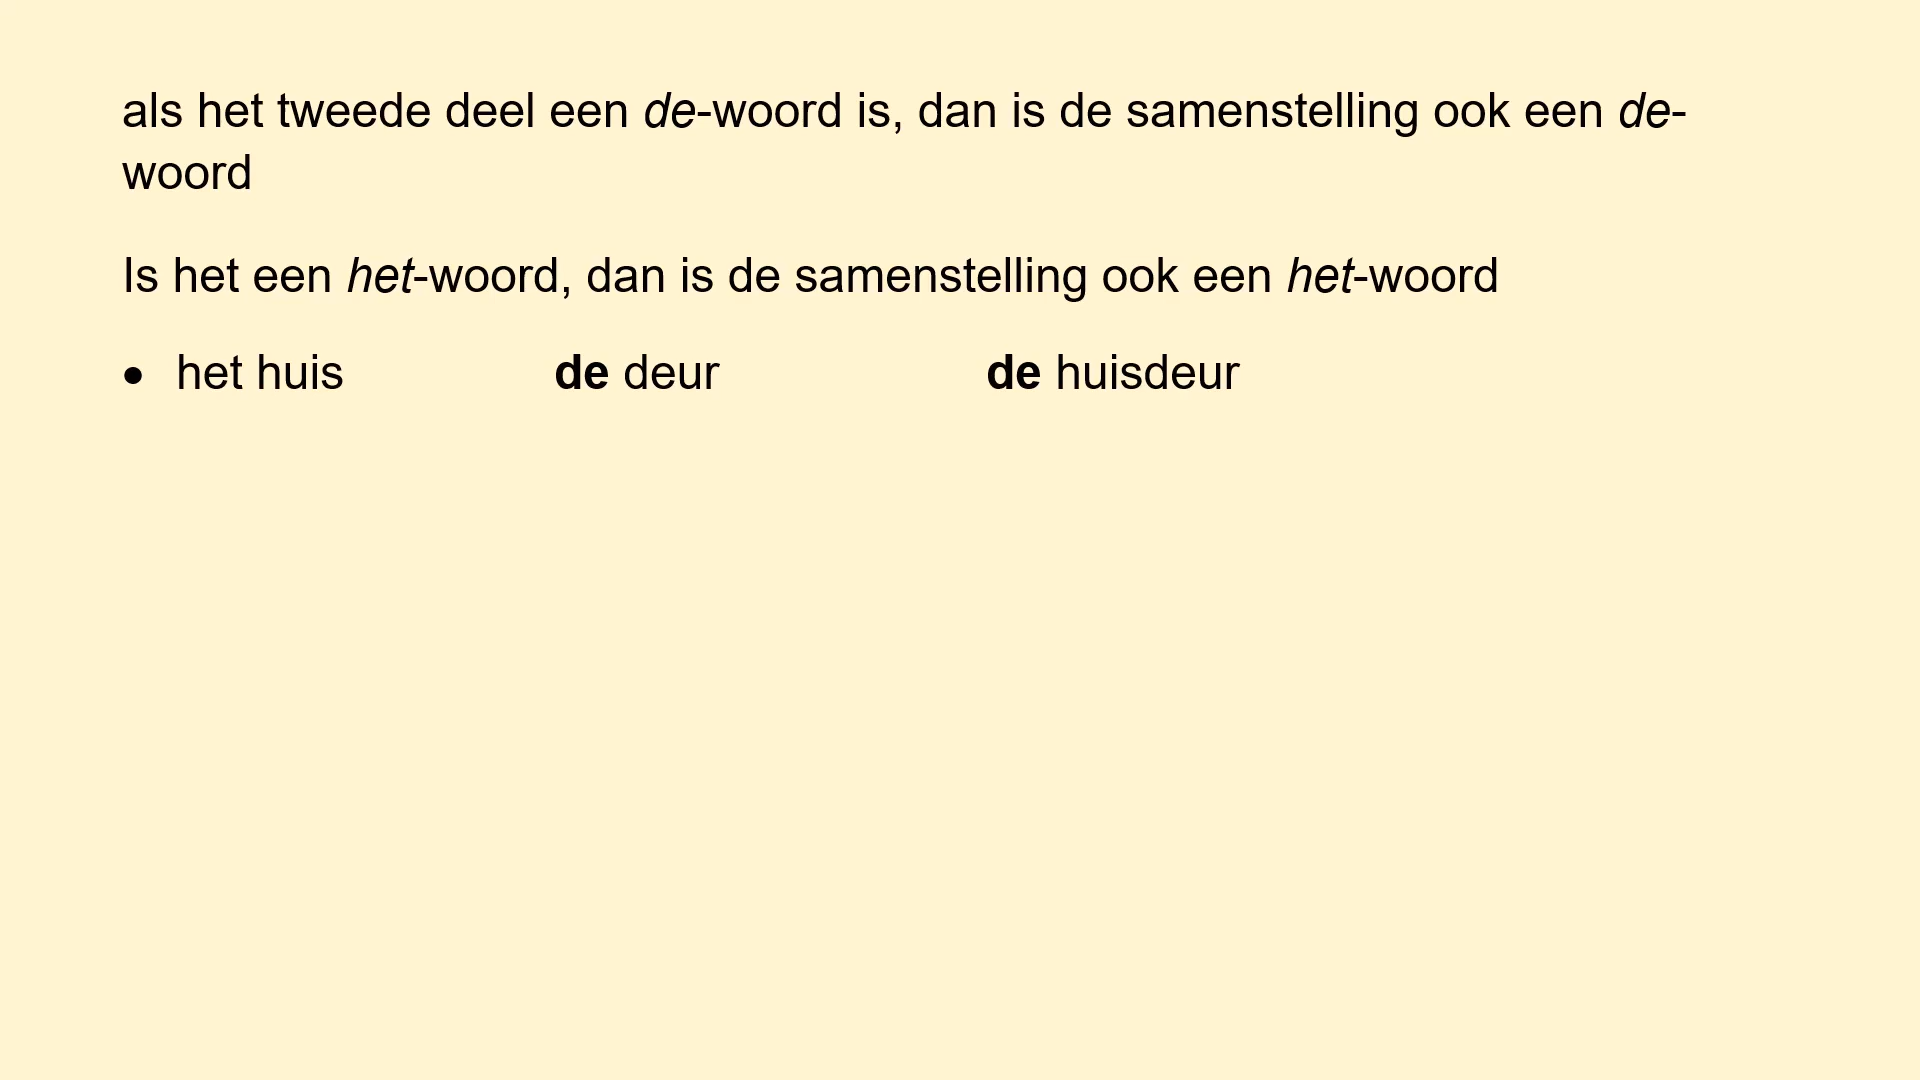 als het tweede deel een de-woord is, dan is de samenstelling ook een de-
woord
Is het een het-woord, dan is de samenstelling ook een het-woord
• het huis de deur de huisdeur